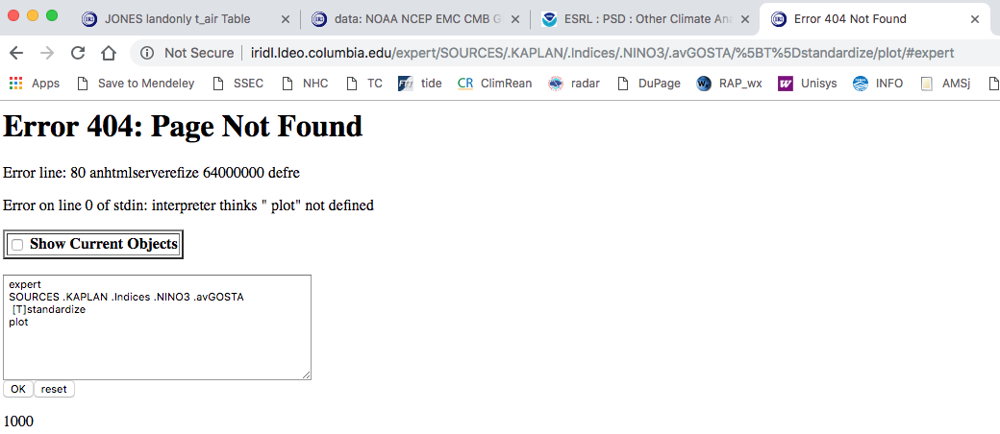 JONES landonly t_air Table
data: NOAA NCEP EMC CMB G
ESRL : PSD : Other Climate Ana
Error 404 Not Found
Not Secure iridl.ldeo.columbia.edu/expert/SOURCES/.KAPLAN/.Indices/.NINO3/.avGOSTA/%5BT%5Dstandardize/plot/#expert
Apps Save to Mendeley SSEC NHC TC tide CR ClimRean radar DuPage RAP_wx W Unisys INFO AMSj
Error 404: Page Not Found
Error line: 80 anhtmlserverefize 64000000 defre
Error on line 0 of stdin: interpreter thinks " plot" not defined
Show Current Objects
expert
SOURCES .KAPLAN .Indices .NINO3 .avGOSTA
[T]standardize
plot
OK reset
1000